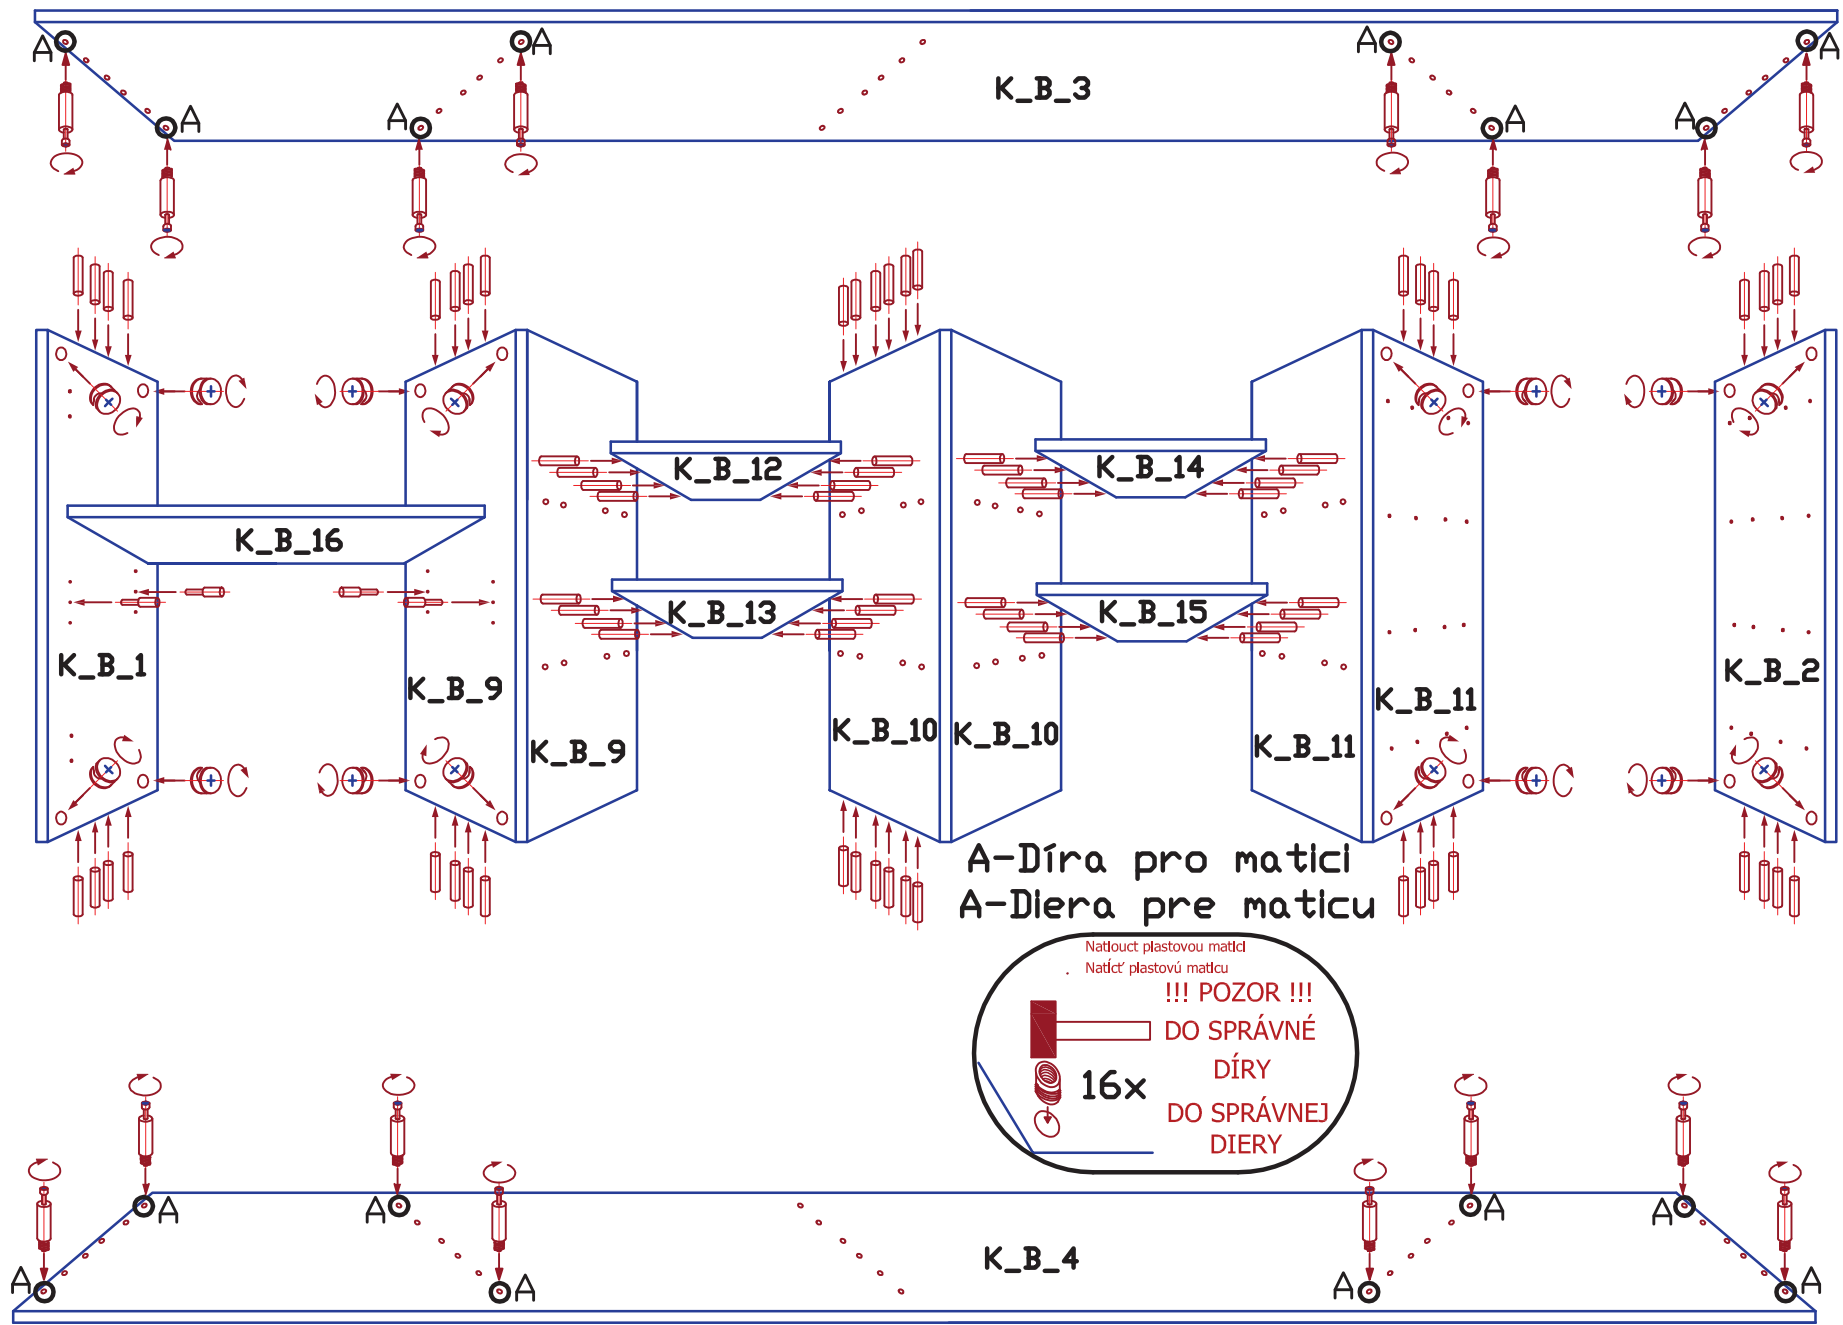 A A A A
K_B_3
A A A A
K_B_12 K_B_14
K_B_16
K_B_13 K_B_15
K_B_1 K_B_9 K_B_11 K_B_2
K_B_9 K_B_10 K_B_10 K_B_11
A-Díra pro matici
A-Diera pre maticu
Natlouct plastovou matici
Natĺcť plastovú maticu
!!! POZOR !!!
DO SPRÁVNÉ
DÍRY
16x
DO SPRÁVNEJ
DIERY
A A A A
K_B_4
A A A A